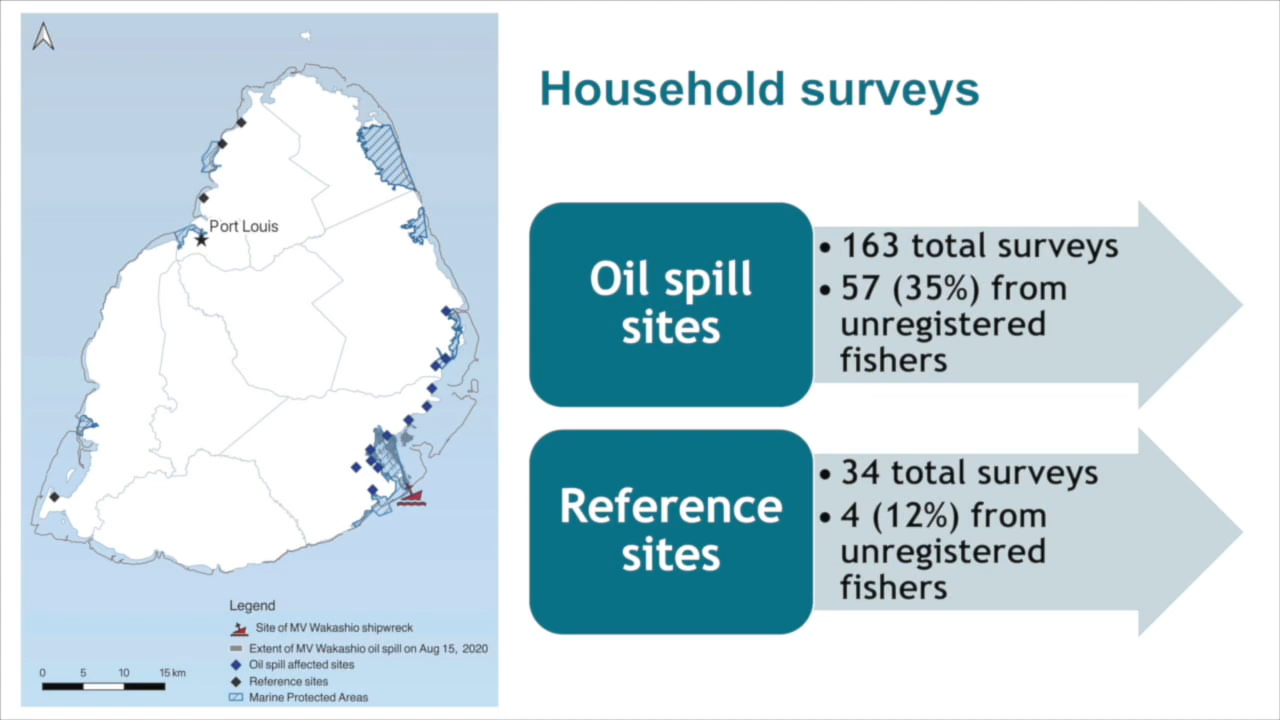 Household surveys
Port Louis
Legend
Site of MV Wakashio shipwreck
Extent of MV Wakashio oil spill on Aug 15, 2020
Oil spill affected sites
Reference sites
Marine Protected Areas
0 5 10 15 km
Oil spill
sites
• 163 total surveys
• 57 (35%) from
unregistered
fishers
Reference
sites
• 34 total surveys
• 4 (12%) from
unregistered
fishers